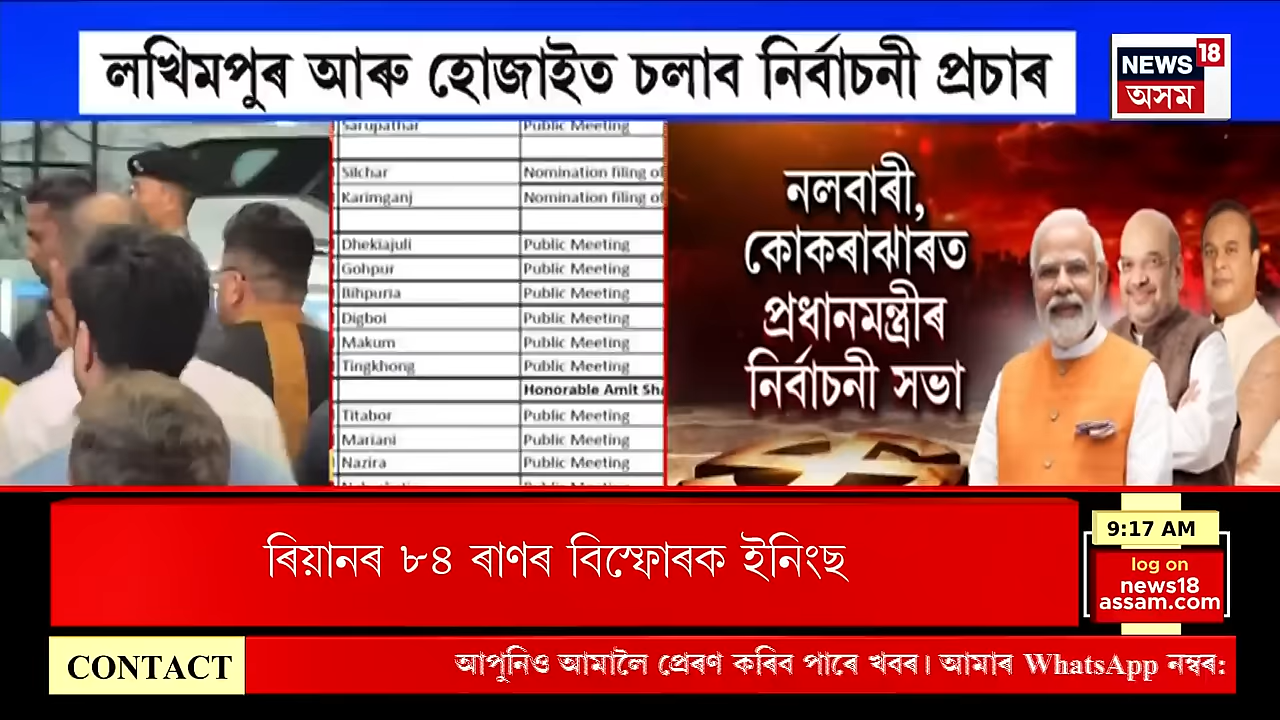 লখিমপুৰ আৰু হোজাইত চলাব নিৰ্বাচনী প্ৰচাৰ
NEWS 18
অসম
Sarupathar Public Meeting
Silchar Nomination filing of
Karimganj Nomination filing of
Dhekiajuli Public Meeting
Gohpur Public Meeting
Bihpuria Public Meeting
Digboi Public Meeting
Makum Public Meeting
Tingkhong Public Meeting
Honorable Amit Sha
Titabor Public Meeting
Mariani Public Meeting
Nazira Public Meeting
নলবাৰী,
কোকৰাঝাৰত
প্ৰধানমন্ত্ৰীৰ
নিৰ্বাচনী সভা
ৰিয়ানৰ ৮৪ ৰাণৰ বিস্ফোৰক ইনিংছ
9:17 AM
log on
news18
assam.com
CONTACT
আপুনিও আমালৈ প্ৰেৰণ কৰিব পাৰে খবৰ। আমাৰ WhatsApp নম্বৰ: